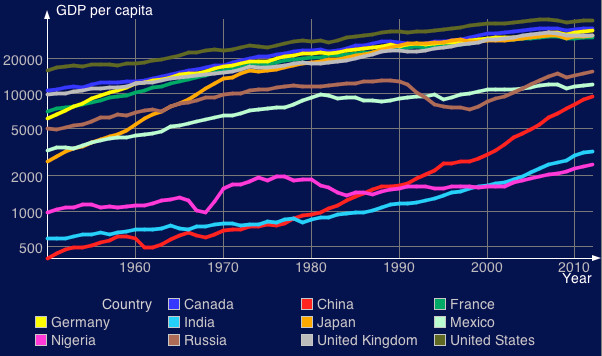 GDP per capita
20000
10000
5000
2000
1000
500
1960 1970 1980 1990 2000 2010
Year
Country Canada China France
Germany India Japan Mexico
Nigeria Russia United Kingdom United States